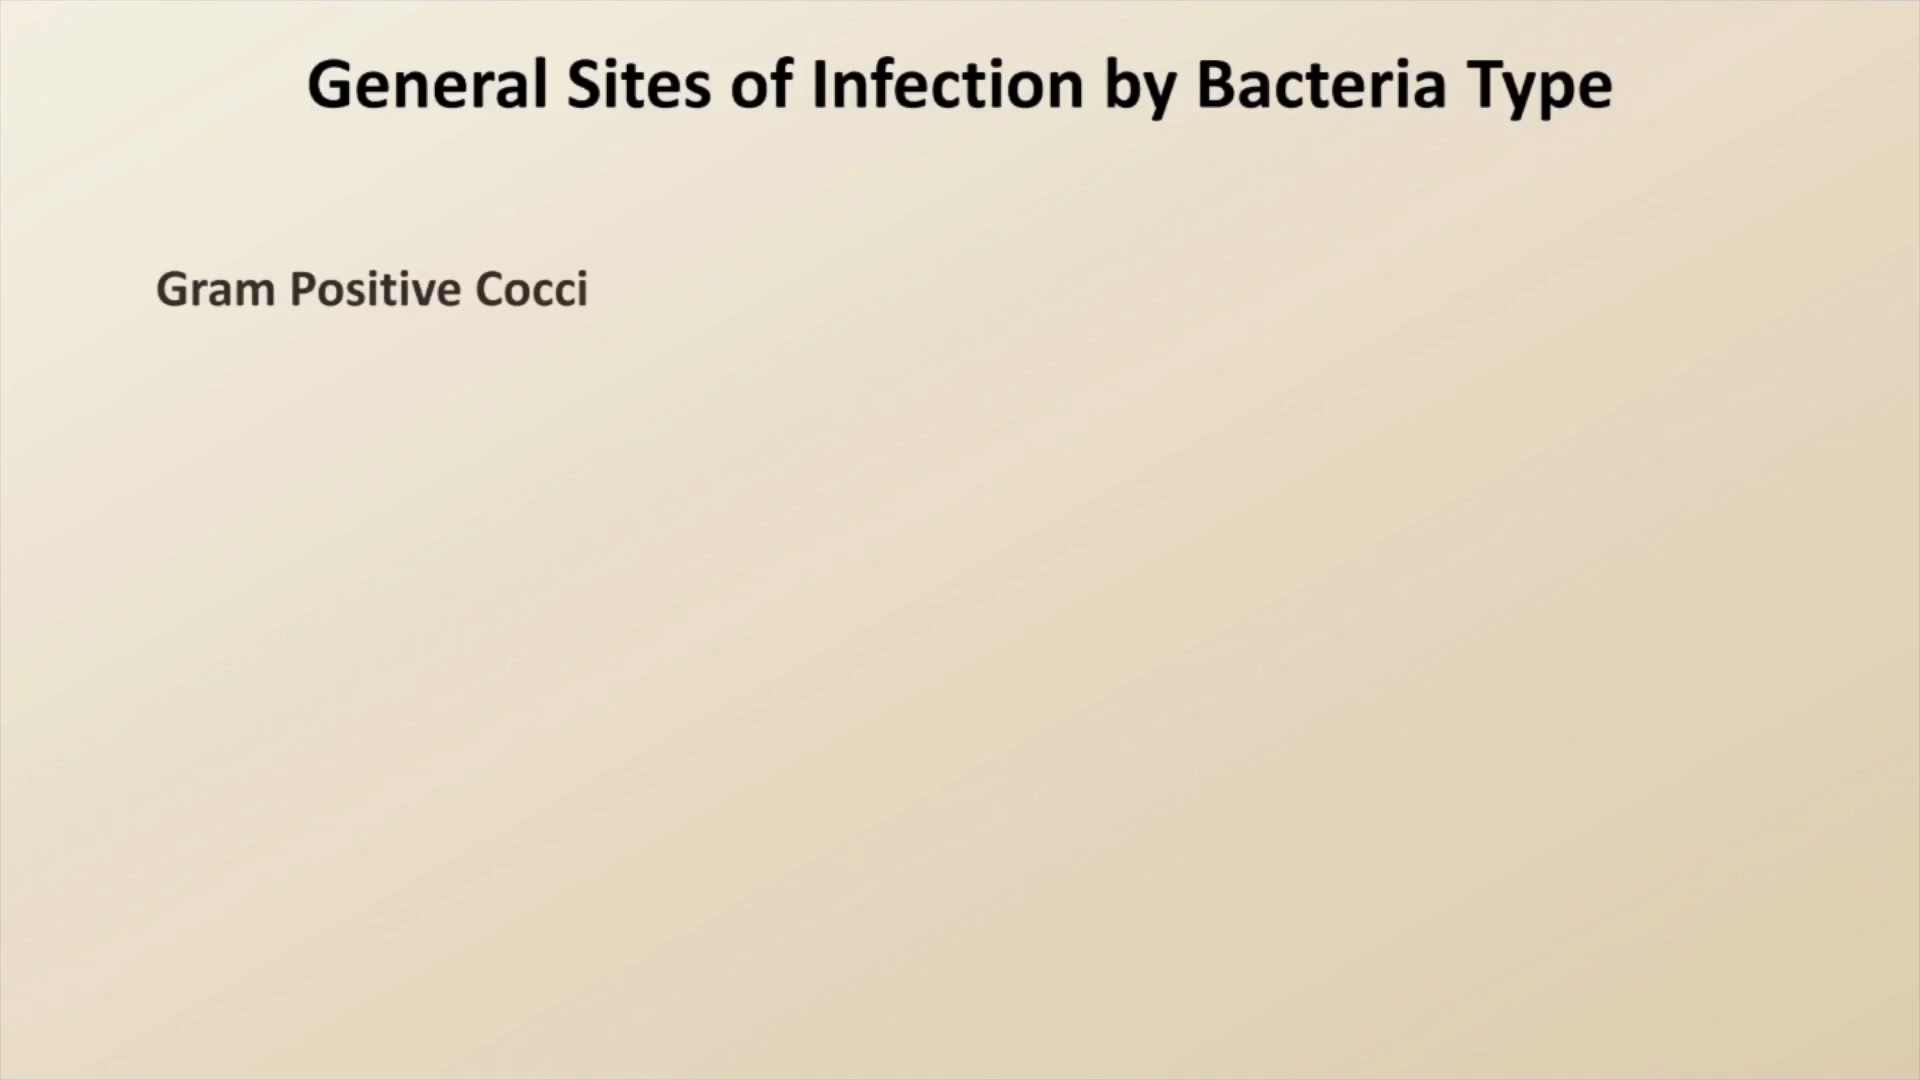 General Sites of Infection by Bacteria Type
Gram Positive Cocci